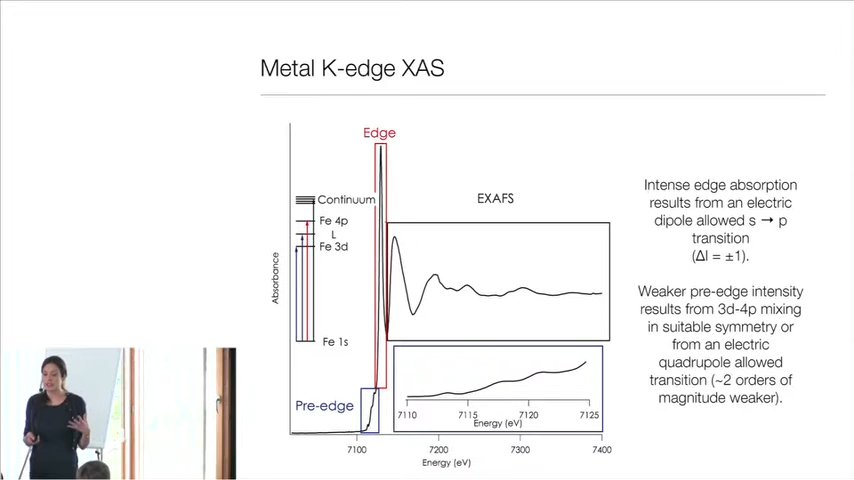 Metal K-edge XAS
Edge
Continuum
EXAFS
Fe 4p
L
Fe 3d
Absorbance
Fe 1s
Pre-edge
7110 7115 7120 7125
Energy (eV)
7100 7200 7300 7400
Energy (eV)
Intense edge absorption
results from an electric
dipole allowed s → p
transition
(Δl = ±1).
Weaker pre-edge intensity
results from 3d-4p mixing
in suitable symmetry or
from an electric
quadrupole allowed
transition (~2 orders of
magnitude weaker).